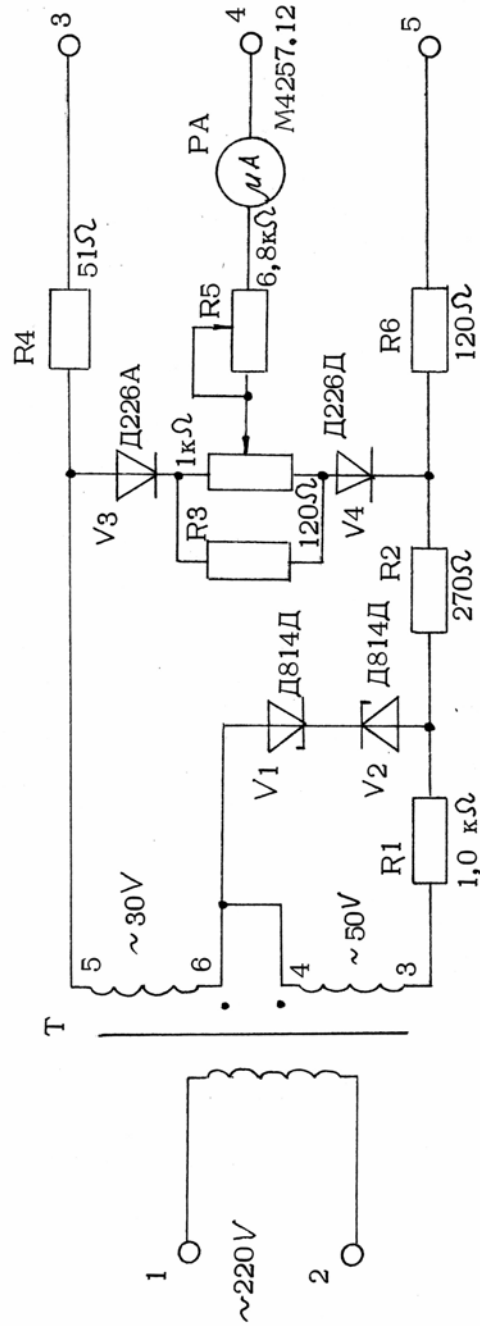 3
4
5
R4
51Ω
PA
μA
М4257.12
R5
6,8кΩ
V3
Д226А
1кΩ
R3
120Ω
V4
Д226Д
R6
120Ω
V1
Д814Д
V2
Д814Д
R2
270Ω
R1
1,0 кΩ
T
5
~30V
6
4
~50V
3
1
~220V
2